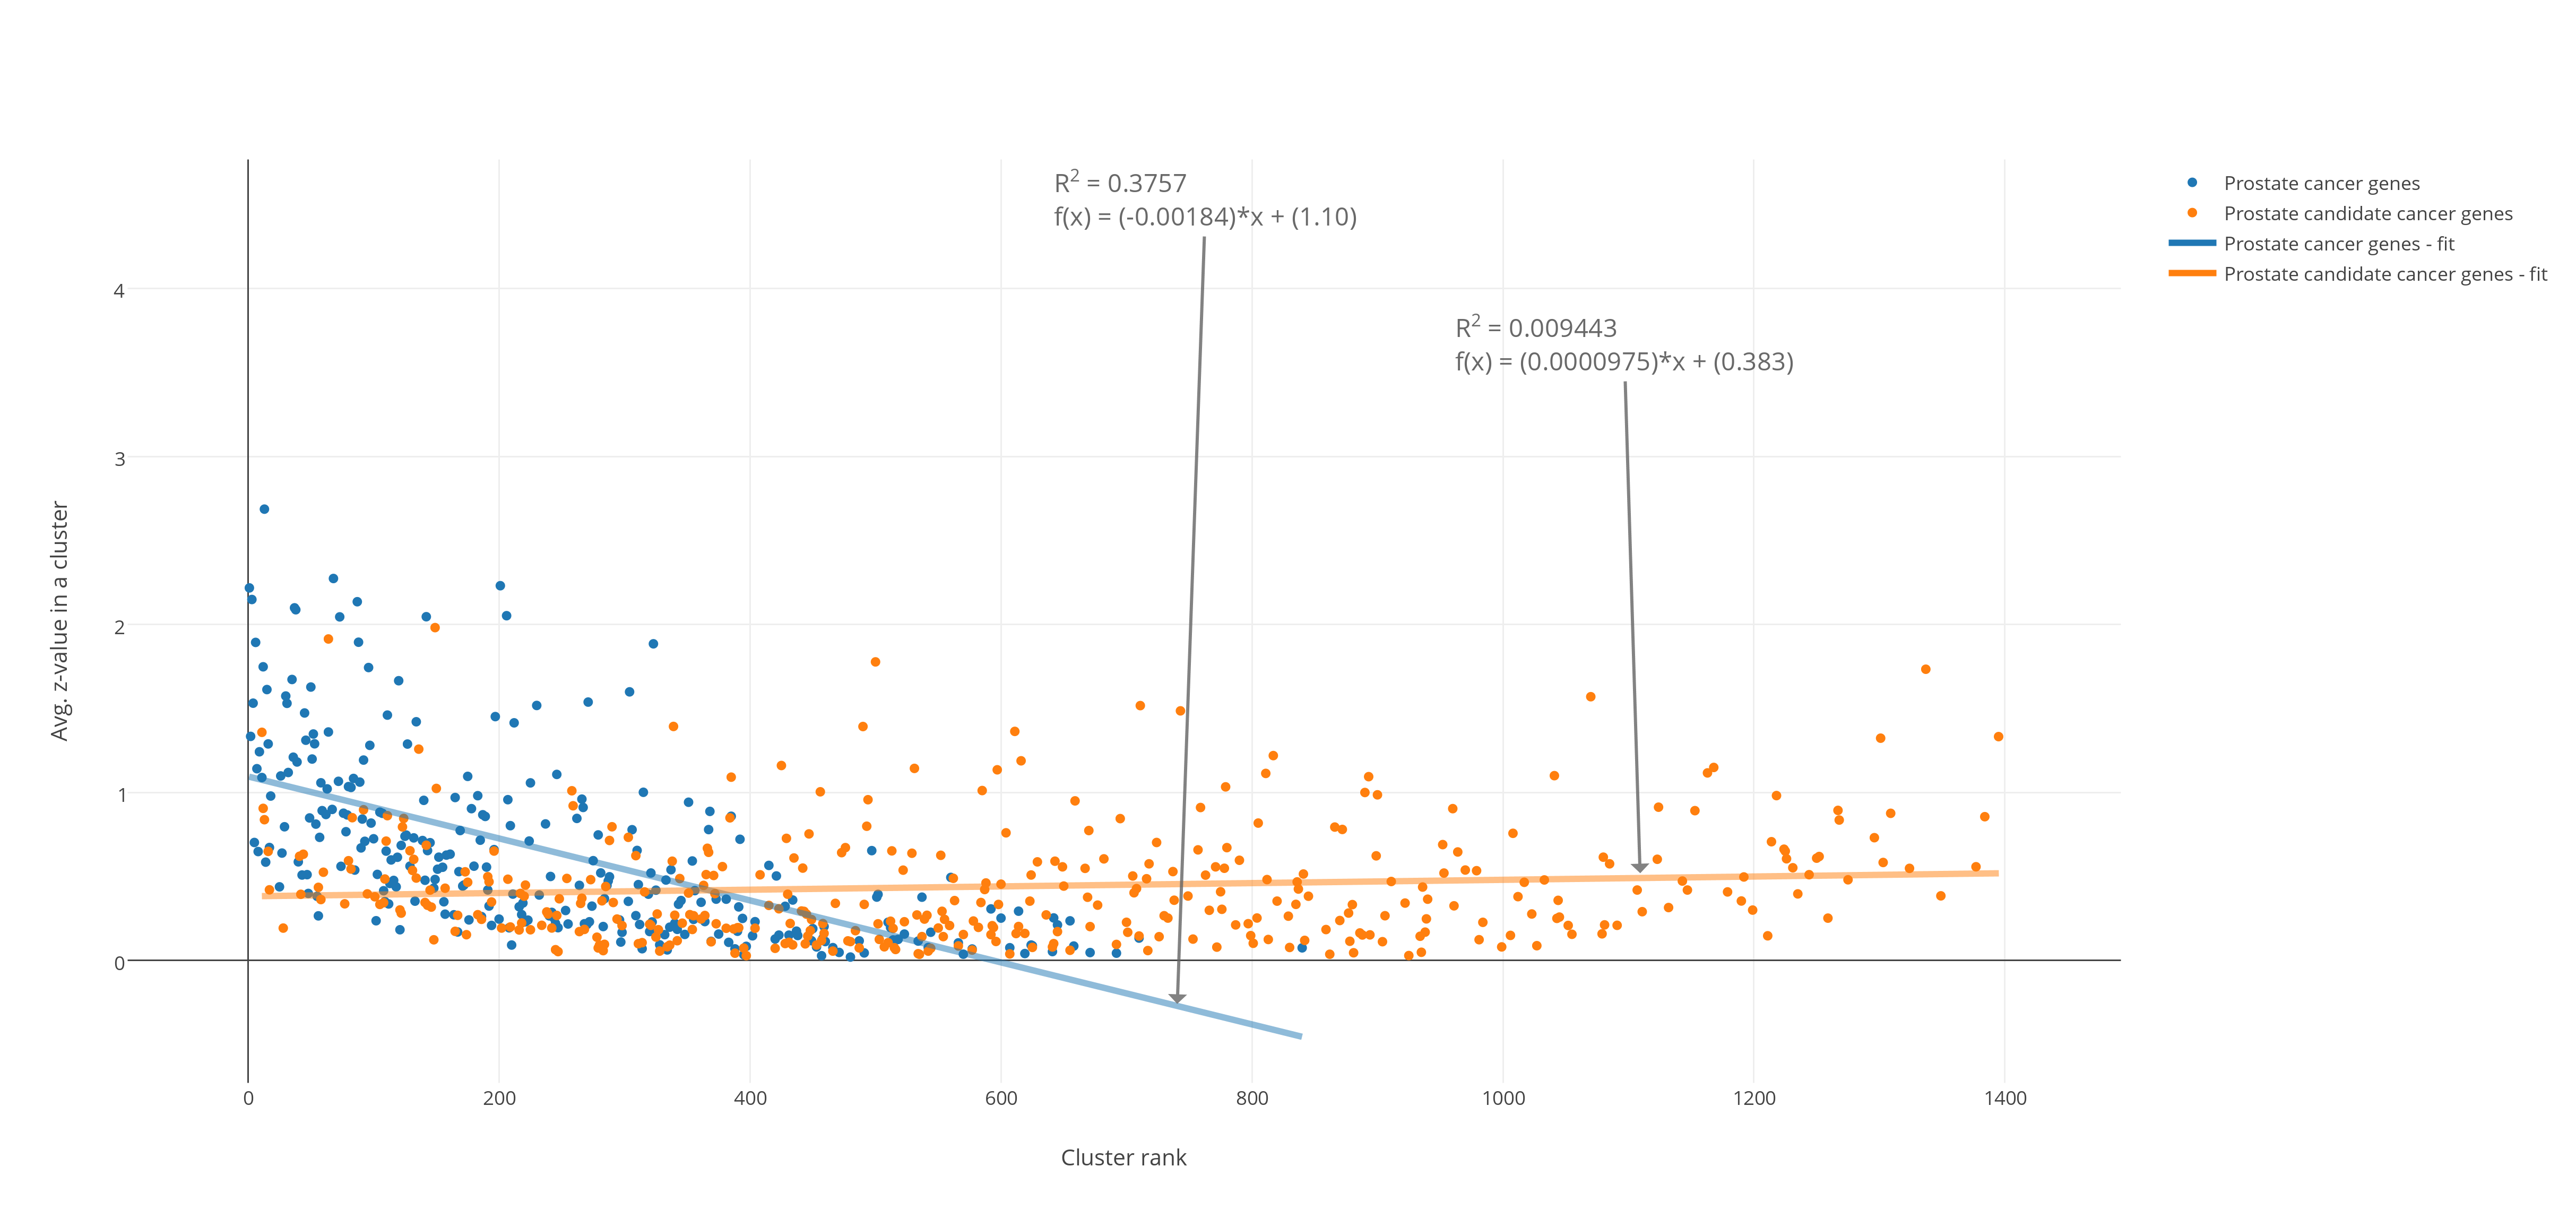 R² = 0.3757
f(x) = (-0.00184)*x + (1.10)
R² = 0.009443
f(x) = (0.0000975)*x + (0.383)
Prostate cancer genes
Prostate candidate cancer genes
Prostate cancer genes - fit
Prostate candidate cancer genes - fit
4
3
2
1
0
Avg. z-value in a cluster
0 200 400 600 800 1000 1200 1400
Cluster rank